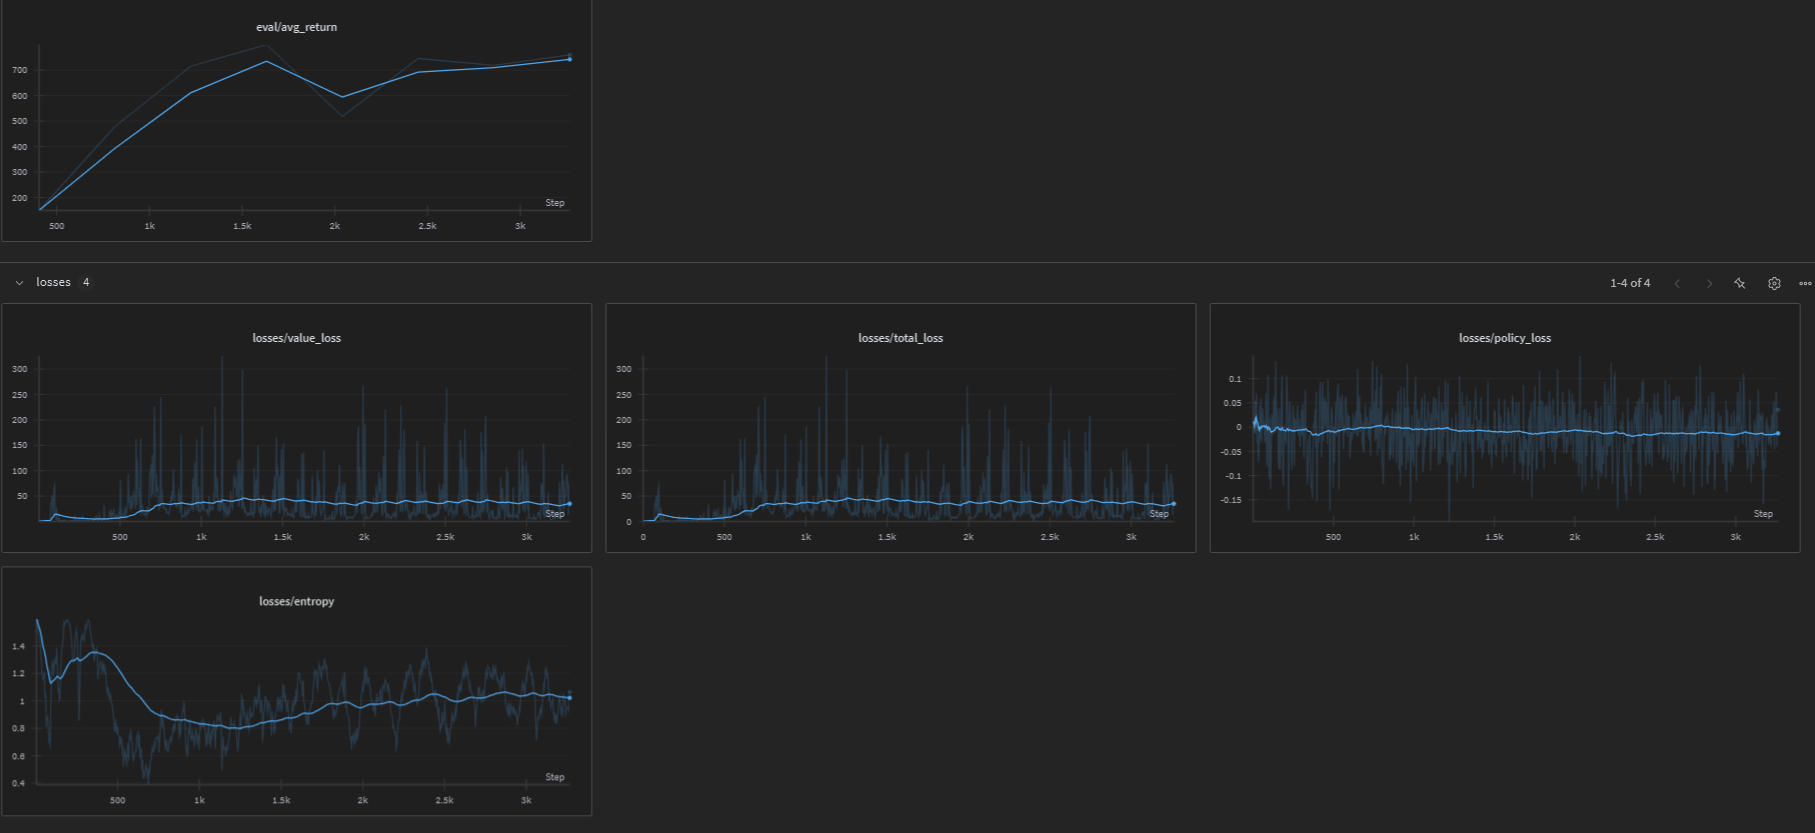 eval/avg_return
700
600
500
400
300
200
Step
500 1k 1.5k 2k 2.5k 3k
losses 4
1-4 of 4
losses/value_loss
300
250
200
150
100
50
Step
500 1k 1.5k 2k 2.5k 3k
losses/total_loss
300
250
200
150
100
50
0
Step
0 500 1k 1.5k 2k 2.5k 3k
losses/policy_loss
0.1
0.05
0
-0.05
-0.1
-0.15
Step
500 1k 1.5k 2k 2.5k 3k
losses/entropy
1.4
1.2
1
0.8
0.6
0.4
Step
500 1k 1.5k 2k 2.5k 3k